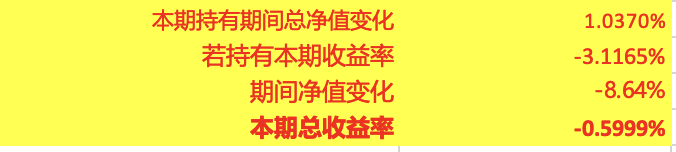 本期持有期间总净值变化 1.0370%
若持有本期收益率 -3.1165%
期间净值变化 -8.64%
本期总收益率 -0.5999%